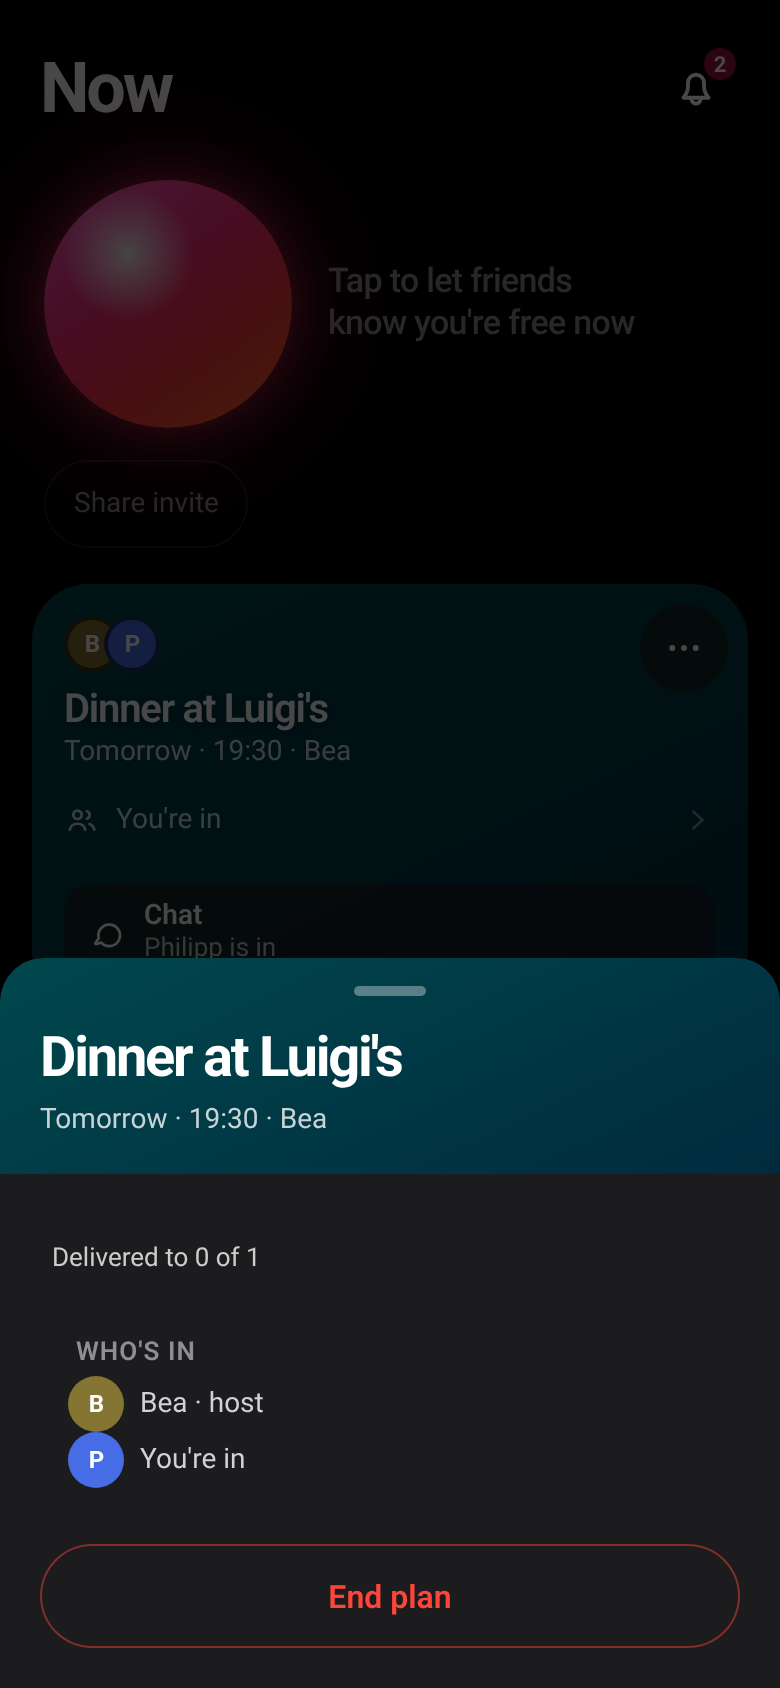 Now
2
Tap to let friends
know you're free now
Share invite
B P
Dinner at Luigi's
Tomorrow · 19:30 · Bea
You're in
Chat
Philipp is in
Dinner at Luigi's
Tomorrow · 19:30 · Bea
Delivered to 0 of 1
WHO'S IN
B Bea · host
P You're in
End plan